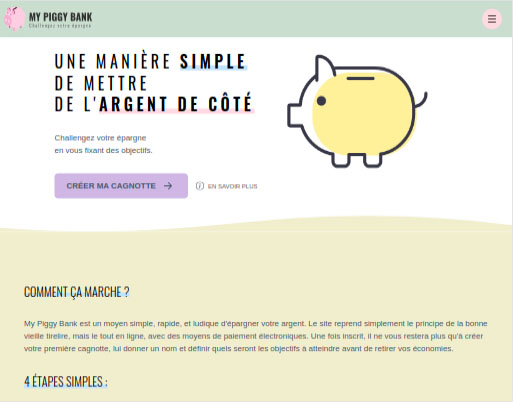 MY PIGGY BANK
Challengez votre épargne
UNE MANIÈRE SIMPLE
DE METTRE
DE L'ARGENT DE CÔTÉ
Challengez votre épargne
en vous fixant des objectifs.
CRÉER MA CAGNOTTE
EN SAVOIR PLUS
COMMENT ÇA MARCHE ?
My Piggy Bank est un moyen simple, rapide, et ludique d'épargner votre argent. Le site reprend simplement le principe de la bonne
vieille tirelire, mais le tout en ligne, avec des moyens de paiement électroniques. Une fois inscrit, il ne vous restera plus qu'à créer
votre première cagnotte, lui donner un nom et définir quels seront les objectifs à atteindre avant de retirer vos économies.
4 ÉTAPES SIMPLES :